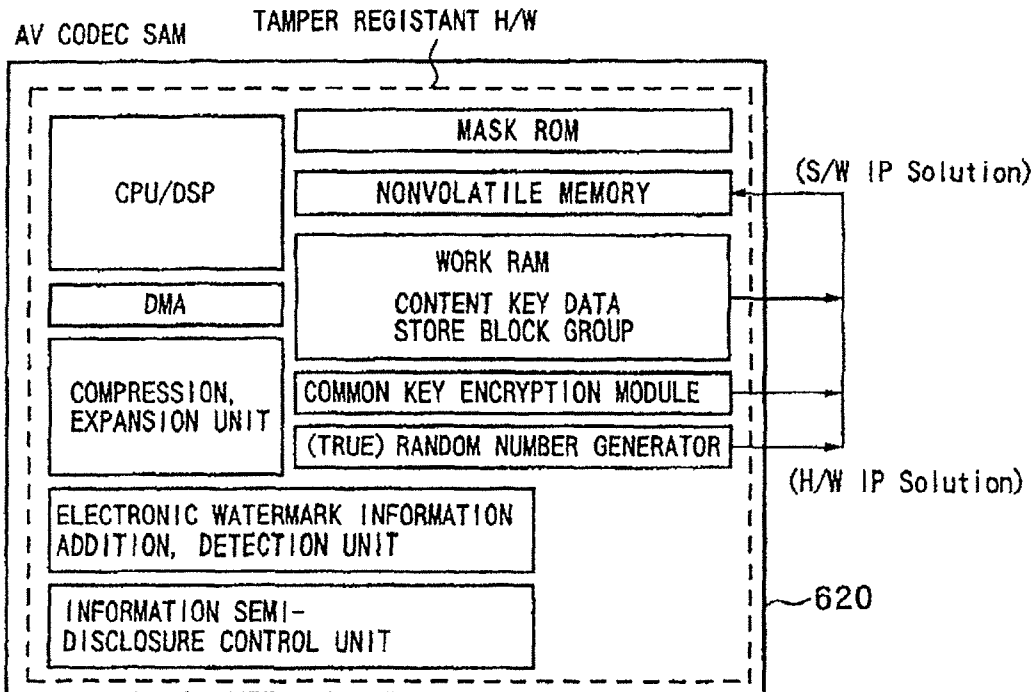 AV CODEC SAM
TAMPER REGISTANT H/W
CPU/DSP
MASK ROM
NONVOLATILE MEMORY
(S/W IP Solution)
WORK RAM
CONTENT KEY DATA
STORE BLOCK GROUP
DMA
COMPRESSION,
EXPANSION UNIT
COMMON KEY ENCRYPTION MODULE
(TRUE) RANDOM NUMBER GENERATOR
(H/W IP Solution)
ELECTRONIC WATERMARK INFORMATION
ADDITION, DETECTION UNIT
INFORMATION SEMI-
DISCLOSURE CONTROL UNIT
620